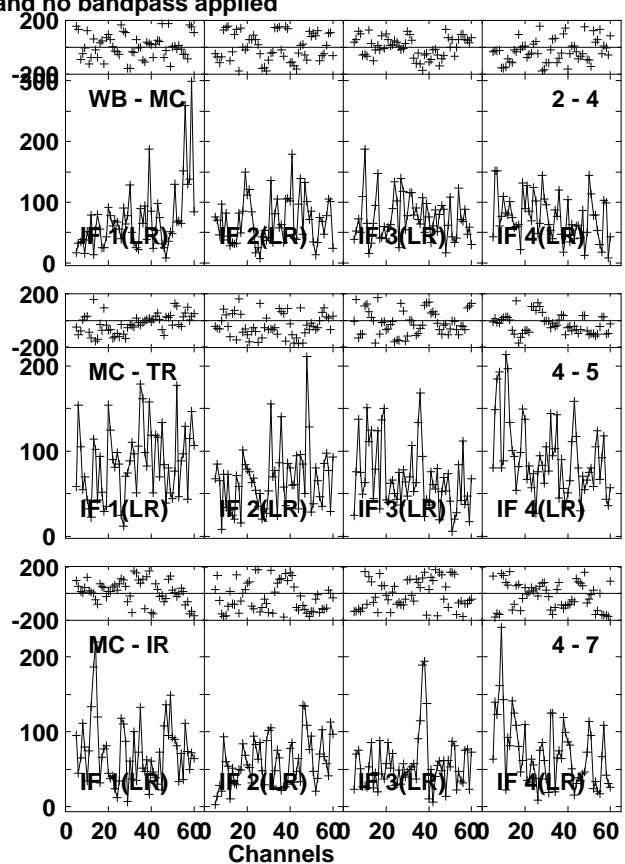 and no bandpass applied
200
-200
300
WB - MC
2 - 4
200
100
IF 1(LR) IF 2(LR) IF 3(LR) IF 4(LR)
0
200
-200
200
MC - TR
4 - 5
100
IF 1(LR) IF 2(LR) IF 3(LR) IF 4(LR)
0
200
-200
MC - IR
4 - 7
200
100
IF 1(LR) IF 2(LR) IF 3(LR) IF 4(LR)
0
0 20 40 60 0 20 40 60 0 20 40 60 0 20 40 60
Channels